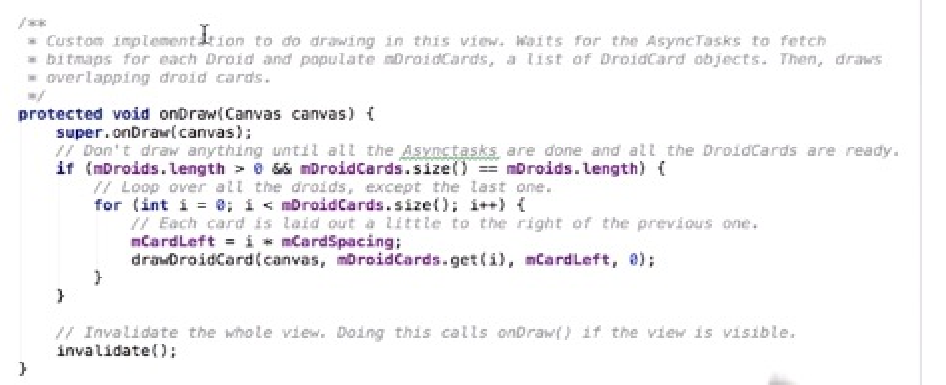 /**
 * Custom implementation to do drawing in this view. Waits for the AsyncTasks to fetch
 * bitmaps for each Droid and populate mDroidCards, a list of DroidCard objects. Then, draws
 * overlapping droid cards.
 */
protected void onDraw(Canvas canvas) {
    super.onDraw(canvas);
    // Don't draw anything until all the Asynctasks are done and all the DroidCards are ready.
    if (mDroids.length > 0 && mDroidCards.size() == mDroids.length) {
        // Loop over all the droids, except the last one.
        for (int i = 0; i < mDroidCards.size(); i++) {
            // Each card is laid out a little to the right of the previous one.
            mCardLeft = i * mCardSpacing;
            drawDroidCard(canvas, mDroidCards.get(i), mCardLeft, 0);
        }
    }

    // Invalidate the whole view. Doing this calls onDraw() if the view is visible.
    invalidate();
}